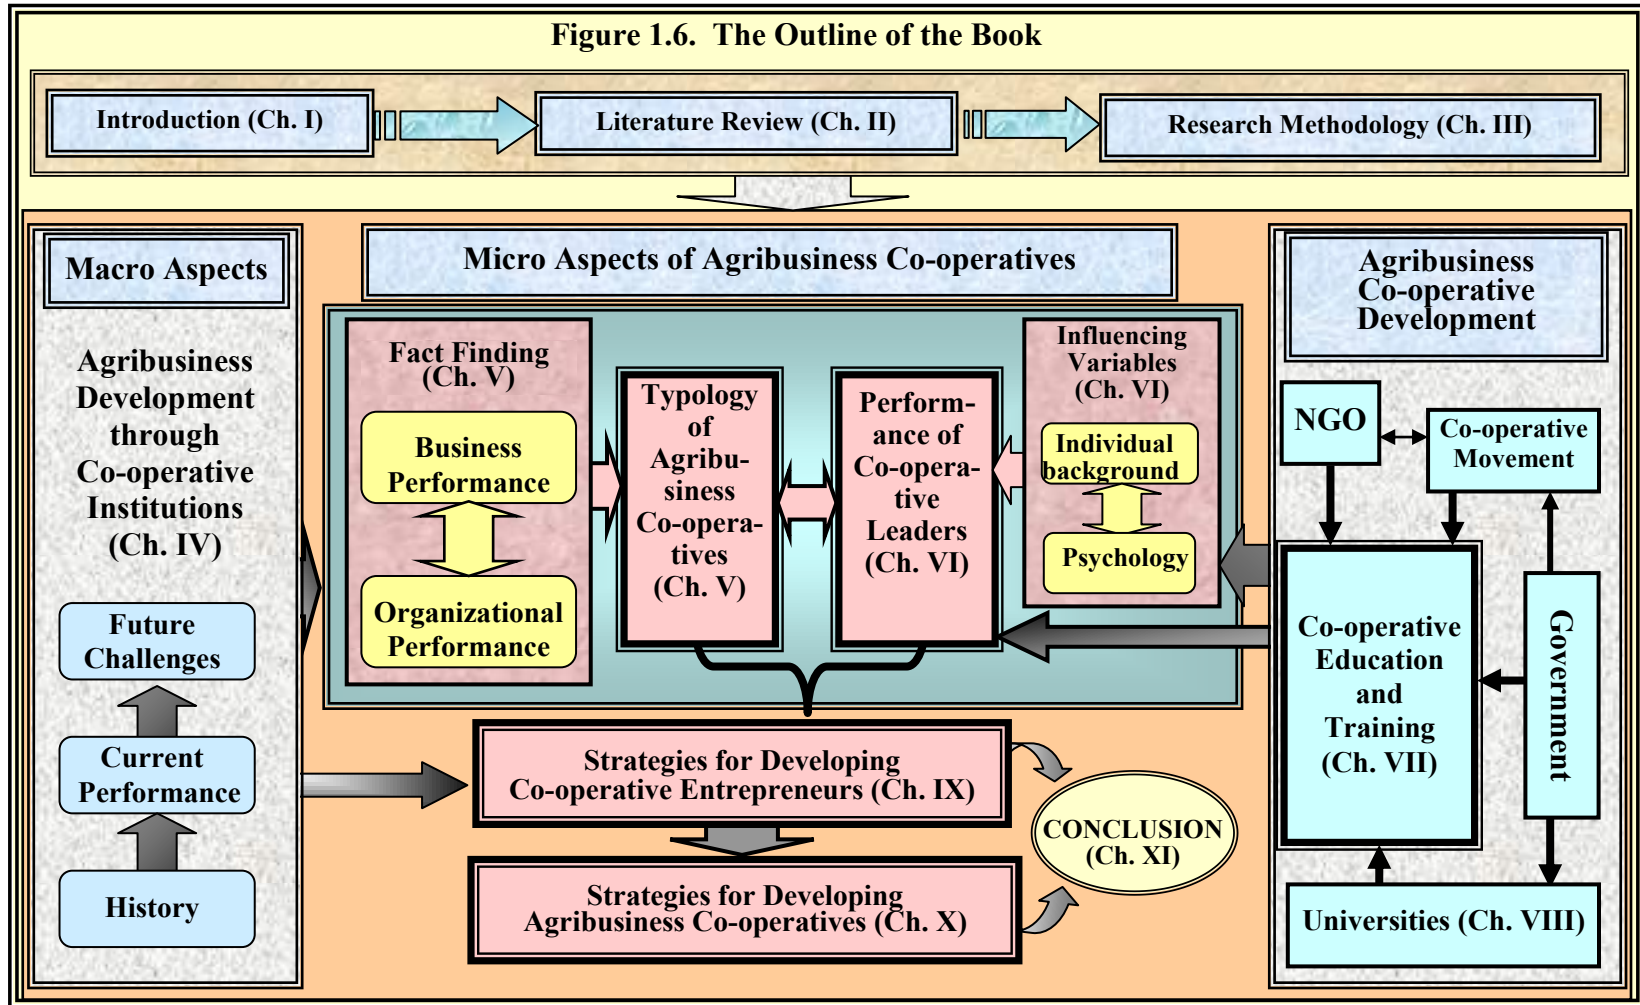 Figure 1.6.  The Outline of the Book
Introduction (Ch. I)
Literature Review (Ch. II)
Research Methodology (Ch. III)
Macro Aspects
Agribusiness
Development
through
Co-operative
Institutions
(Ch. IV)
Future
Challenges
Current
Performance
History
Micro Aspects of Agribusiness Co-operatives
Fact Finding
(Ch. V)
Business
Performance
Organizational
Performance
Typology
of
Agribu-
siness
Co-opera-
tives
(Ch. V)
Perform-
ance of
Co-opera-
tive
Leaders
(Ch. VI)
Influencing
Variables
(Ch. VI)
Individual
background
Psychology
Strategies for Developing
Co-operative Entrepreneurs (Ch. IX)
Strategies for Developing
Agribusiness Co-operatives (Ch. X)
CONCLUSION
(Ch. XI)
Agribusiness
Co-operative
Development
NGO
Co-operative
Movement
Co-operative
Education
and
Training
(Ch. VII)
Government
Universities (Ch. VIII)